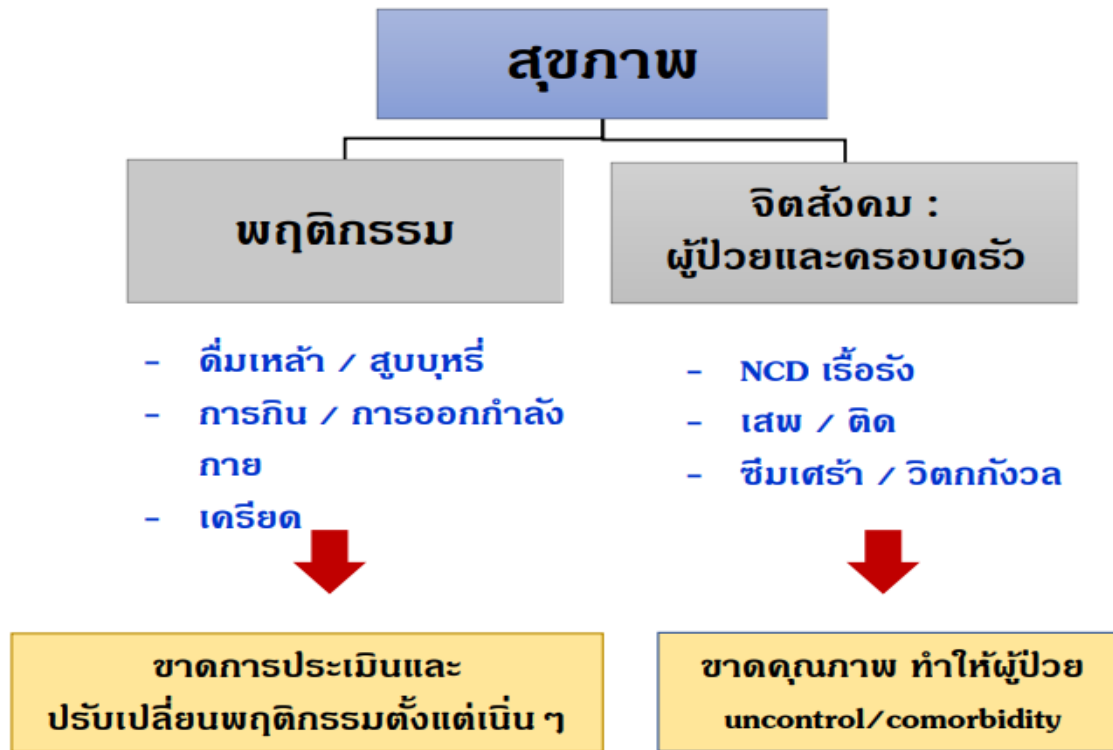 สุขภาพ
พฤติกรรม
- ดื่มเหล้า / สูบบุหรี่
- การกิน / การออกกำลัง
กาย
- เครียด
ขาดการประเมินและ
ปรับเปลี่ยนพฤติกรรมตั้งแต่เนิ่น ๆ
จิตสังคม :
ผู้ป่วยและครอบครัว
- NCD เรื้อรัง
- เสพ / ติด
- ซึมเศร้า / วิตกกังวล
ขาดคุณภาพ ทำให้ผู้ป่วย
uncontrol/comorbidity